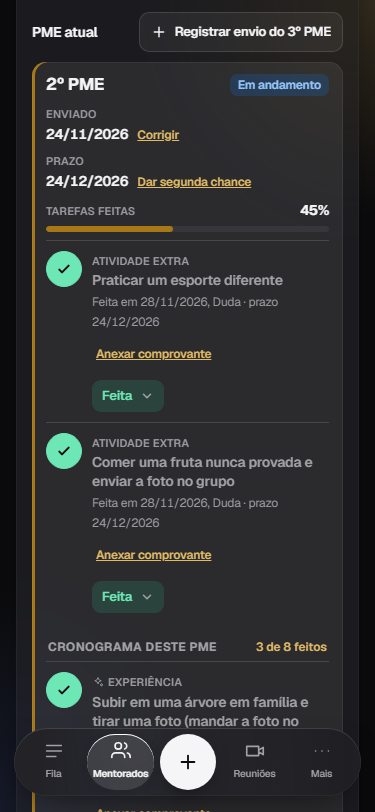 PME atual
+ Registrar envio do 3º PME
2º PME
Em andamento
ENVIADO
24/11/2026 Corrigir
PRAZO
24/12/2026 Dar segunda chance
TAREFAS FEITAS 45%
ATIVIDADE EXTRA
Praticar um esporte diferente
Feita em 28/11/2026, Duda · prazo
24/12/2026
Anexar comprovante
Feita
ATIVIDADE EXTRA
Comer uma fruta nunca provada e
enviar a foto no grupo
Feita em 28/11/2026, Duda · prazo
24/12/2026
Anexar comprovante
Feita
CRONOGRAMA DESTE PME 3 de 8 feitos
EXPERIÊNCIA
Subir em uma árvore em família e
tirar uma foto (mandar a foto no
Fila
Mentorados
+
Reuniões
Mais